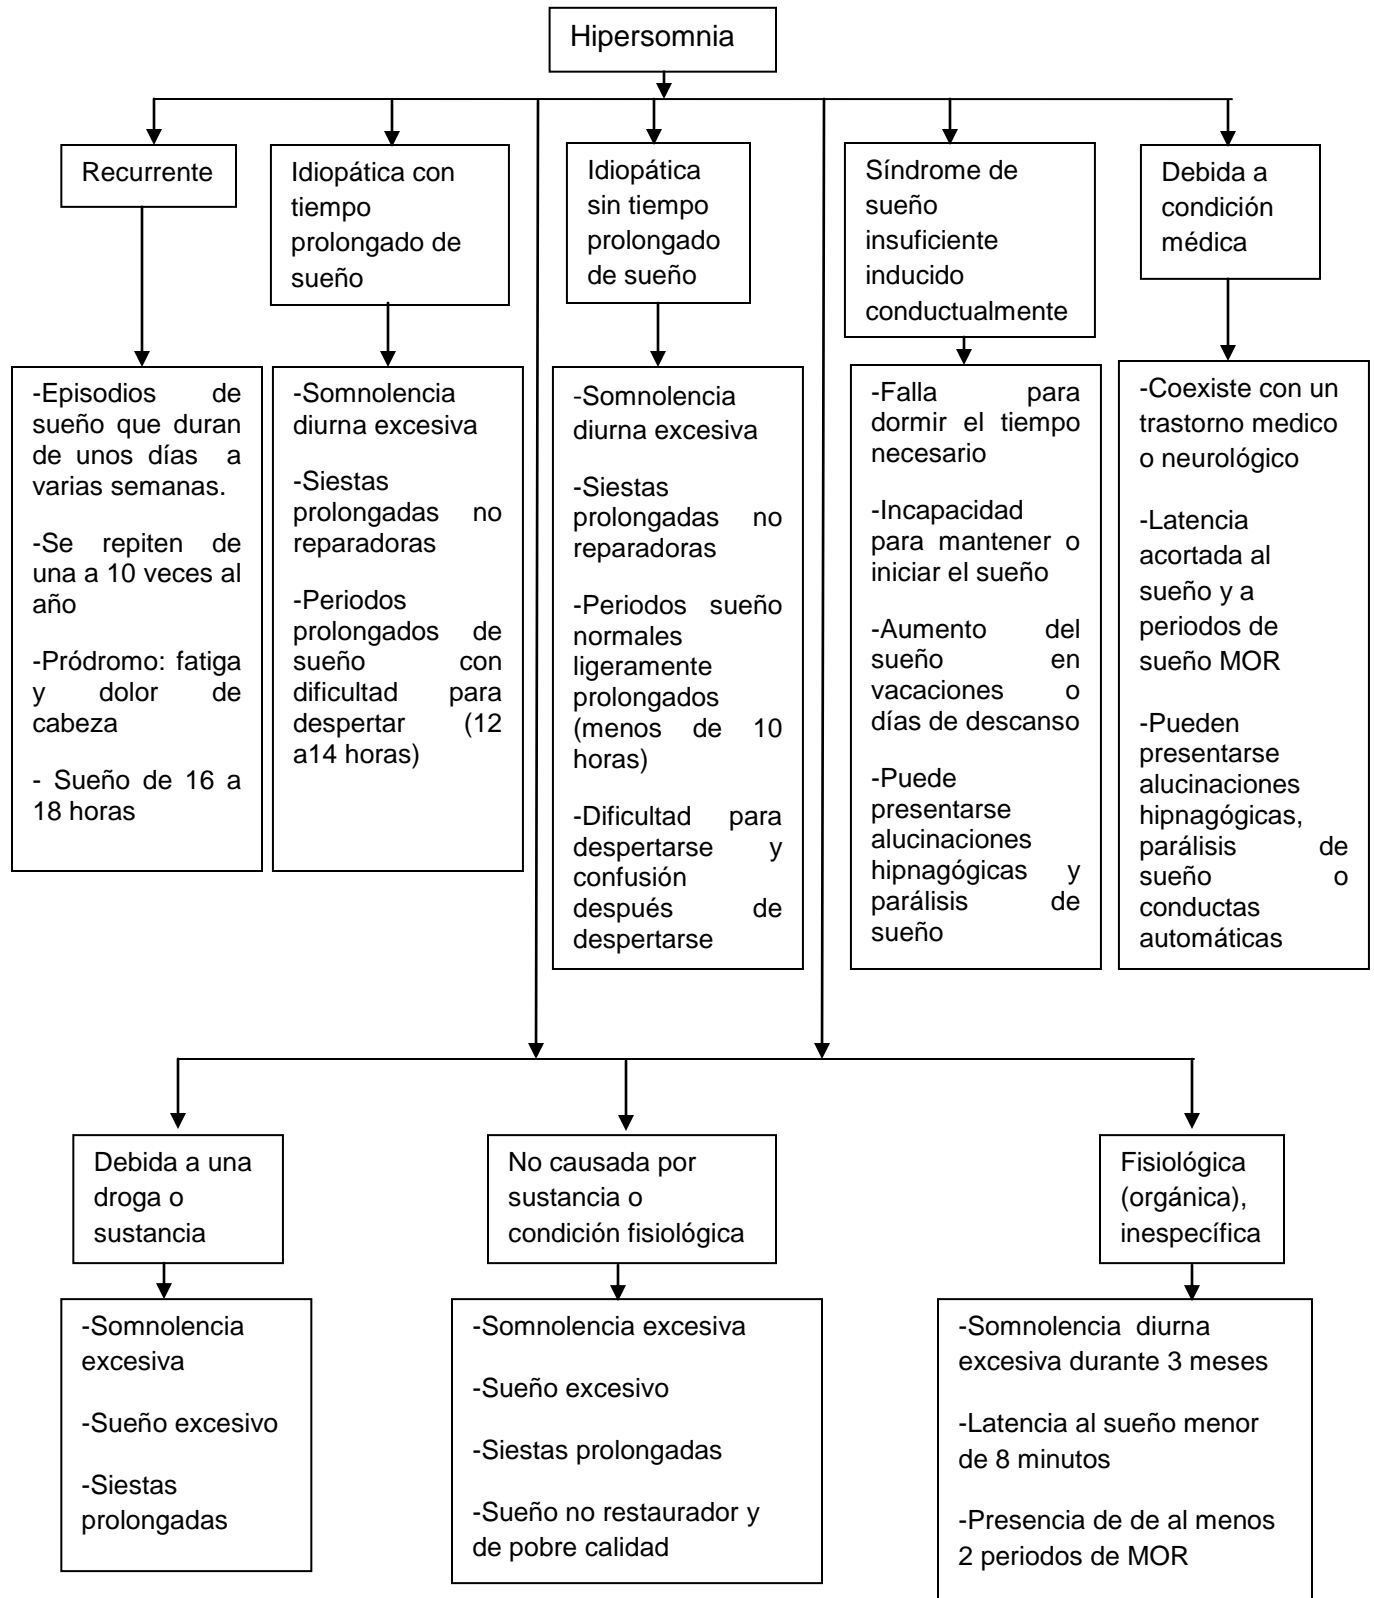 Hipersomnia
Recurrente
Idiopática con
tiempo
prolongado de
sueño
Idiopática
sin tiempo
prolongado
de sueño
Síndrome de
sueño
insuficiente
inducido
conductualmente
Debida a
condición
médica
-Episodios de
sueño que duran
de unos días a
varias semanas.
-Se repiten de
una a 10 veces al
año
-Pródromo: fatiga
y dolor de
cabeza
- Sueño de 16 a
18 horas
-Somnolencia
diurna excesiva
-Siestas
prolongadas no
reparadoras
-Periodos
prolongados de
sueño con
dificultad para
despertar (12
a14 horas)
-Somnolencia
diurna excesiva
-Siestas
prolongadas no
reparadoras
-Periodos sueño
normales
ligeramente
prolongados
(menos de 10
horas)
-Dificultad para
despertarse y
confusión
después de
despertarse
-Falla para
dormir el tiempo
necesario
-Incapacidad
para mantener o
iniciar el sueño
-Aumento del
sueño en
vacaciones o
días de descanso
-Puede
presentarse
alucinaciones
hipnagógicas y
parálisis de
sueño
-Coexiste con un
trastorno medico
o neurológico
-Latencia
acortada al
sueño y a
periodos de
sueño MOR
-Pueden
presentarse
alucinaciones
hipnagógicas,
parálisis de
sueño o
conductas
automáticas
Debida a una
droga o
sustancia
No causada por
sustancia o
condición fisiológica
Fisiológica
(orgánica),
inespecífica
-Somnolencia
excesiva
-Sueño excesivo
-Siestas
prolongadas
-Somnolencia excesiva
-Sueño excesivo
-Siestas prolongadas
-Sueño no restaurador y
de pobre calidad
-Somnolencia diurna
excesiva durante 3 meses
-Latencia al sueño menor
de 8 minutos
-Presencia de de al menos
2 periodos de MOR